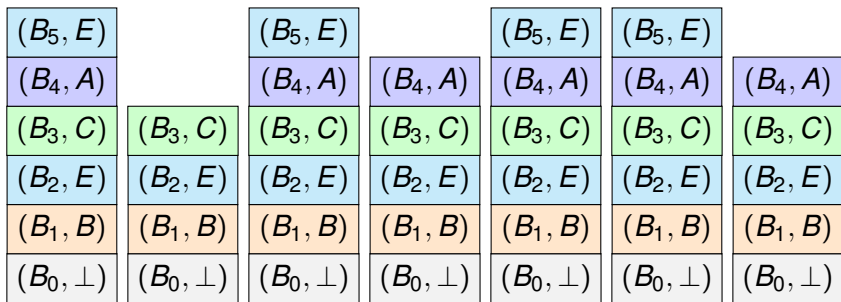 (B₅, E) (B₅, E) (B₅, E) (B₅, E)
(B₄, A) (B₄, A) (B₄, A) (B₄, A) (B₄, A) (B₄, A)
(B₃, C) (B₃, C) (B₃, C) (B₃, C) (B₃, C) (B₃, C) (B₃, C)
(B₂, E) (B₂, E) (B₂, E) (B₂, E) (B₂, E) (B₂, E) (B₂, E)
(B₁, B) (B₁, B) (B₁, B) (B₁, B) (B₁, B) (B₁, B) (B₁, B)
(B₀, ⊥) (B₀, ⊥) (B₀, ⊥) (B₀, ⊥) (B₀, ⊥) (B₀, ⊥) (B₀, ⊥)